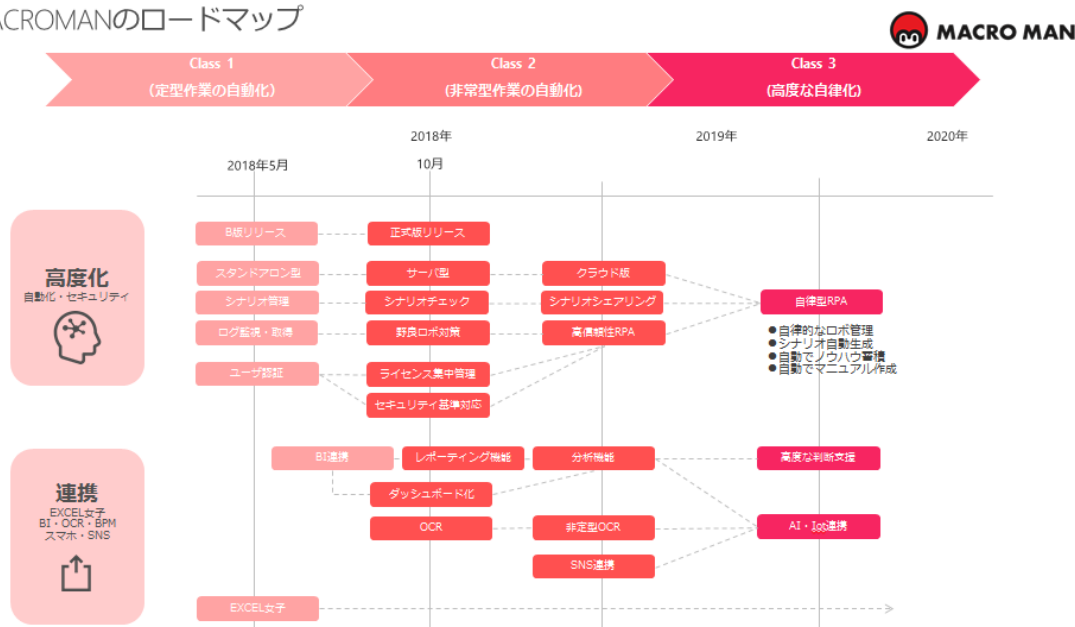 ACROMANのロードマップ
MACRO MAN
Class 1
(定型作業の自動化)
Class 2
(非常型作業の自動化)
Class 3
(高度な自律化)
2018年
2019年
2020年
2018年5月
10月
高度化
自動化・セキュリティ
Β版リリース
正式版リリース
スタンドアロン型
サーバ型
クラウド版
シナリオ管理
シナリオチェック
シナリオシェアリング
自律型RPA
ログ監視・取得
野良ロボ対策
高信頼性RPA
●自律的なロボ管理
●シナリオ自動生成
●自動でノウハウ蓄積
●自動でマニュアル作成
ユーザ認証
ライセンス集中管理
セキュリティ基準対応
連携
EXCEL女子
BI・OCR・BPM
スマホ・SNS
BI連携
レポーティング機能
分析機能
高度な判断支援
ダッシュボード化
OCR
非定型OCR
AI・Iot連携
SNS連携
EXCEL女子